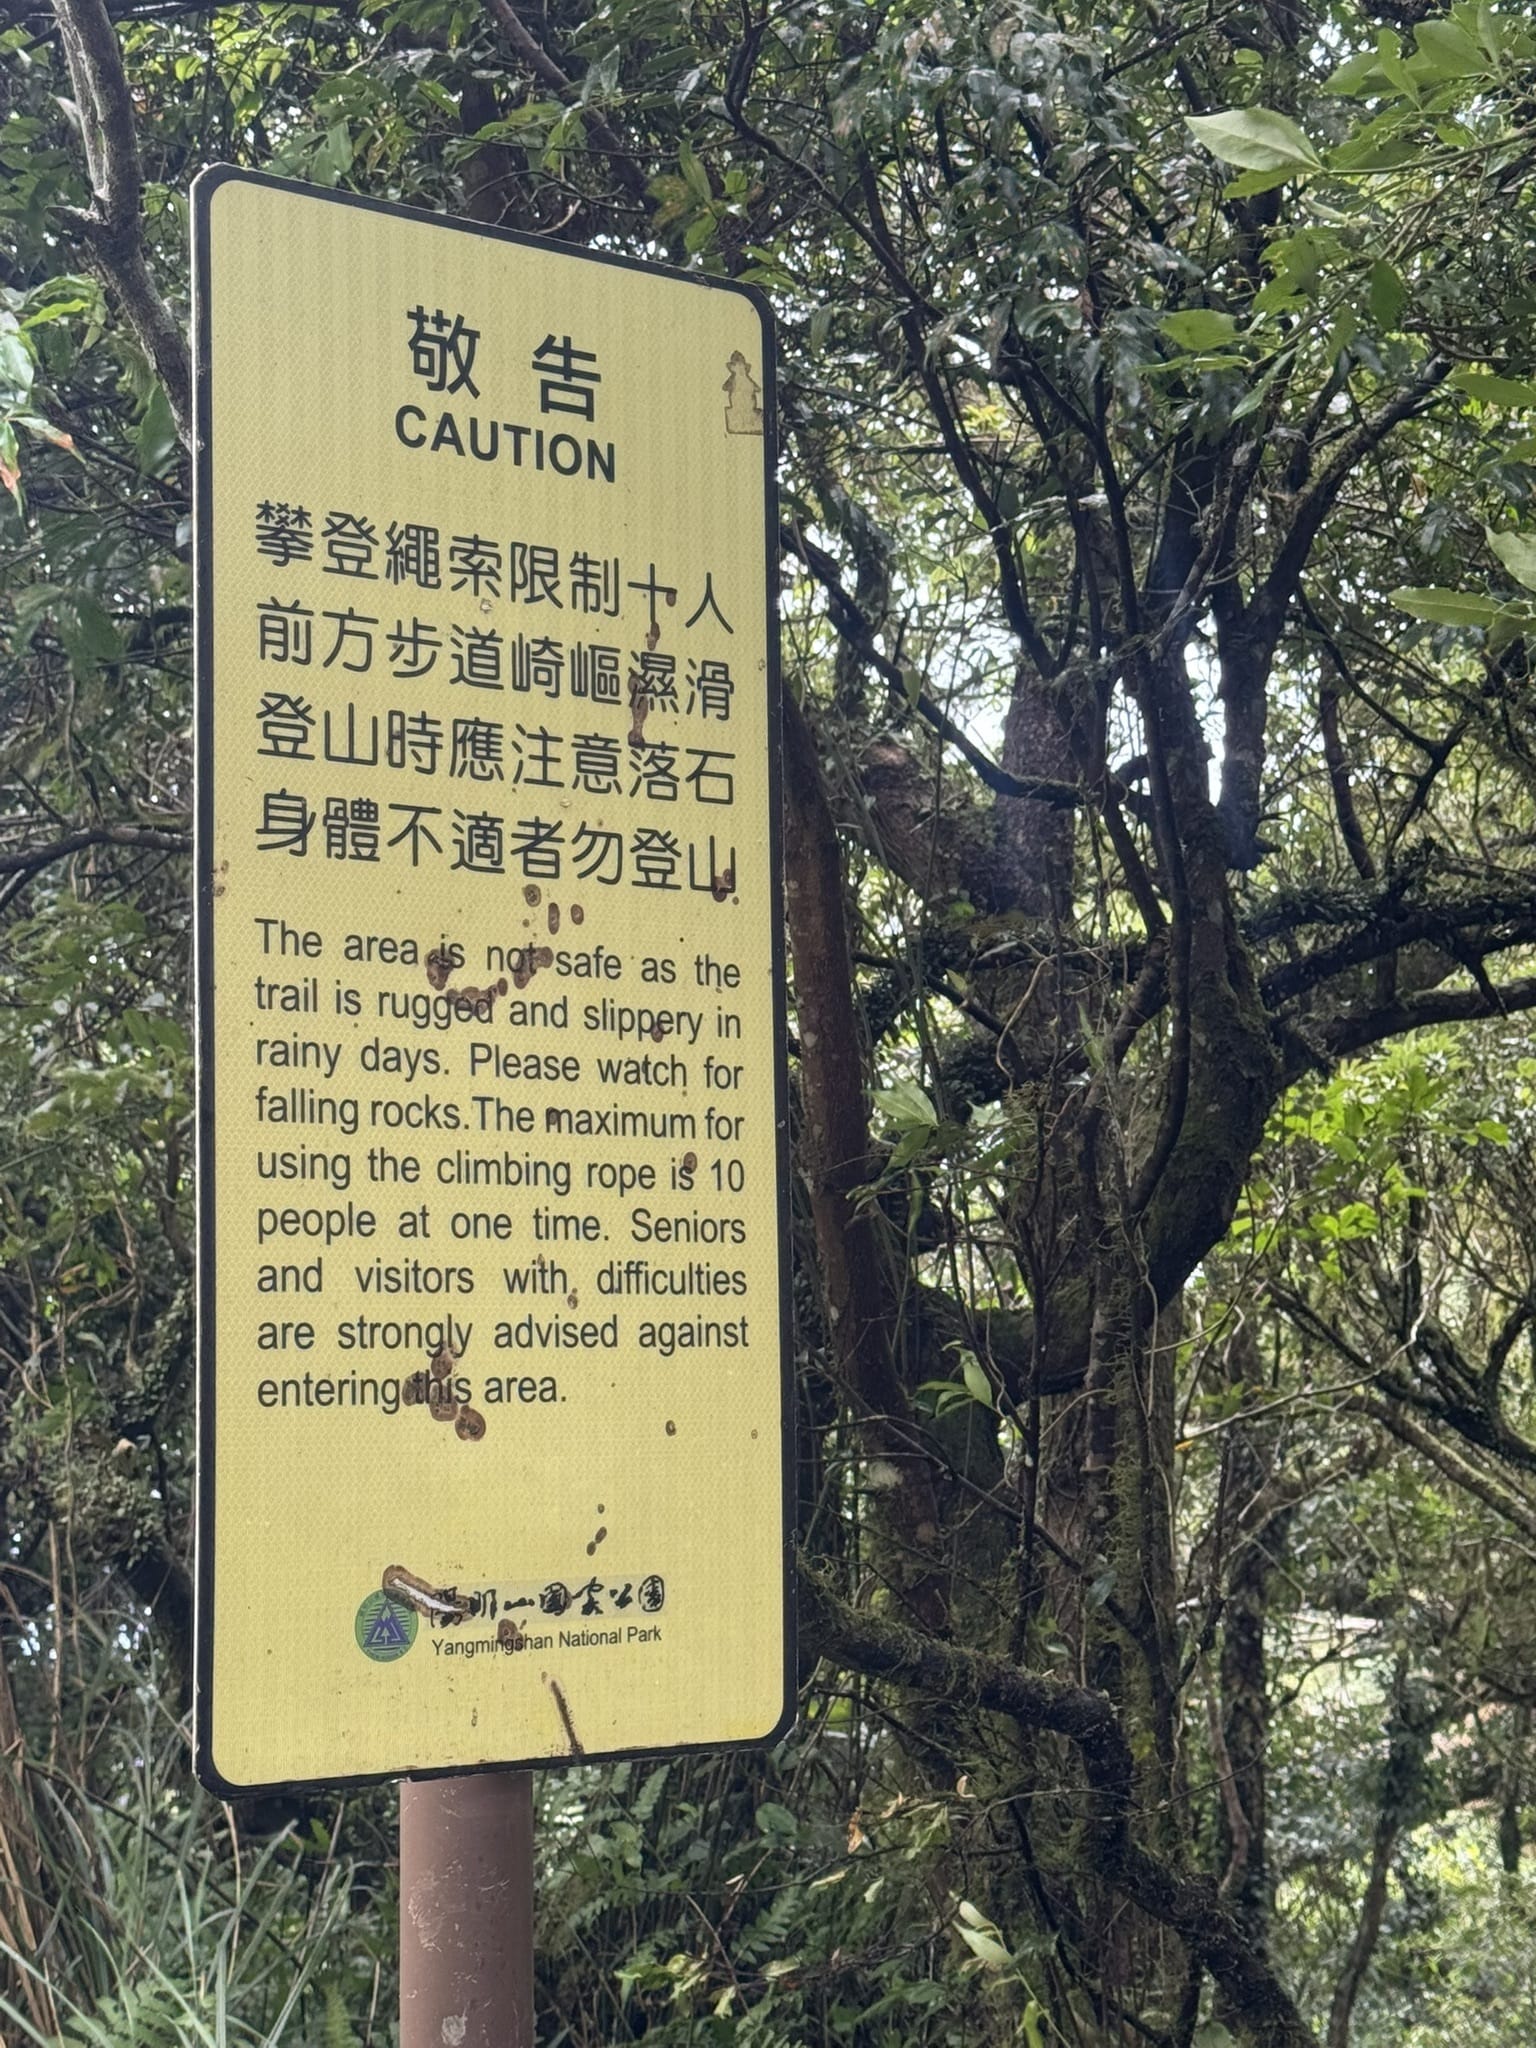 敬告
CAUTION
攀登繩索限制十人
前方步道崎嶇濕滑
登山時應注意落石
身體不適者勿登山
The area is not safe as the
trail is rugged and slippery in
rainy days. Please watch for
falling rocks.The maximum for
using the climbing rope is 10
people at one time. Seniors
and visitors with difficulties
are strongly advised against
entering this area.
陽明山國家公園
Yangmingshan National Park